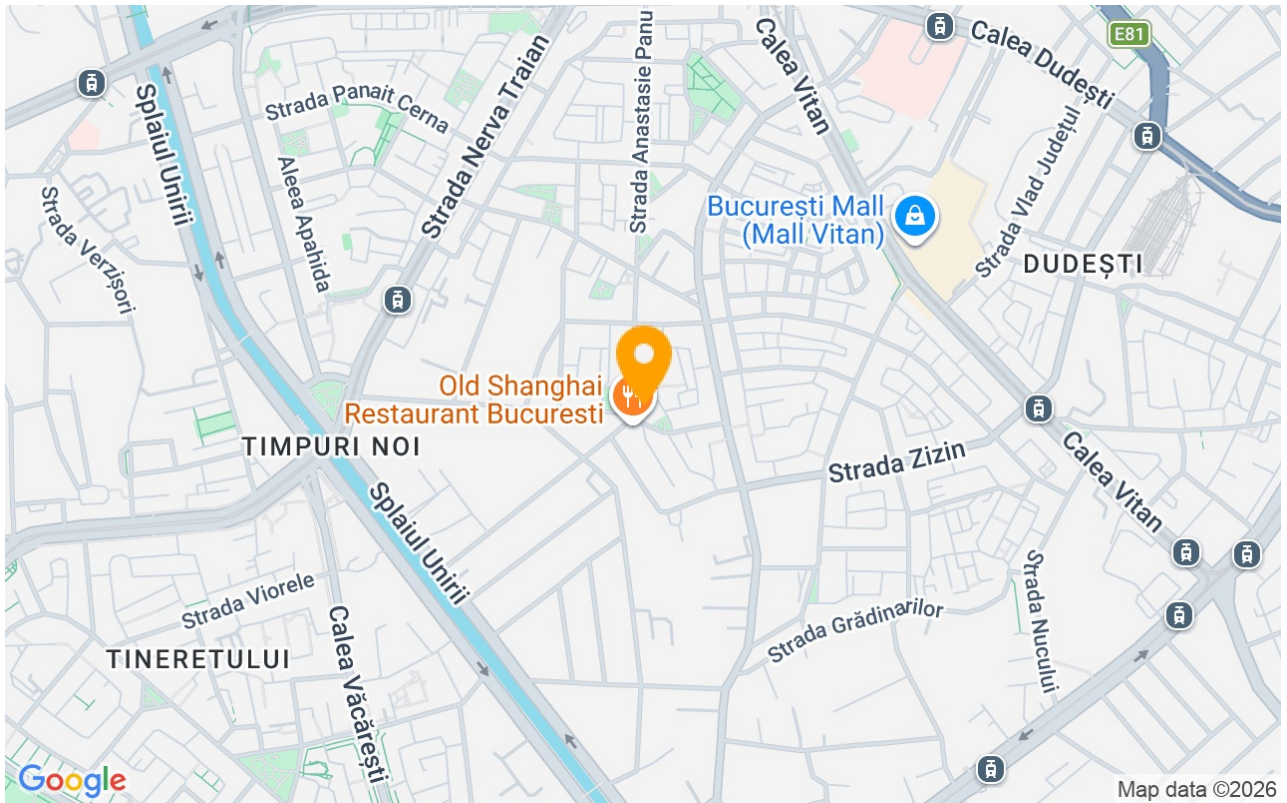 E81
Calea Dudești
Calea Vitan
Strada Anastasie Panu
Strada Nerva Traian
Strada Panait Cerna
Splaiul Unirii
Aleea Apahida
Strada Verzișori
Strada Vlad Județul
București Mall
(Mall Vitan)
DUDEȘTI
Old Shanghai
Restaurant Bucuresti
TIMPURI NOI
Strada Zizin
Calea Vitan
Splaiul Unirii
Strada Viorele
Calea Văcărești
Strada Grădinarilor
Strada Nucului
TINERETULUI
Google
Map data ©2026